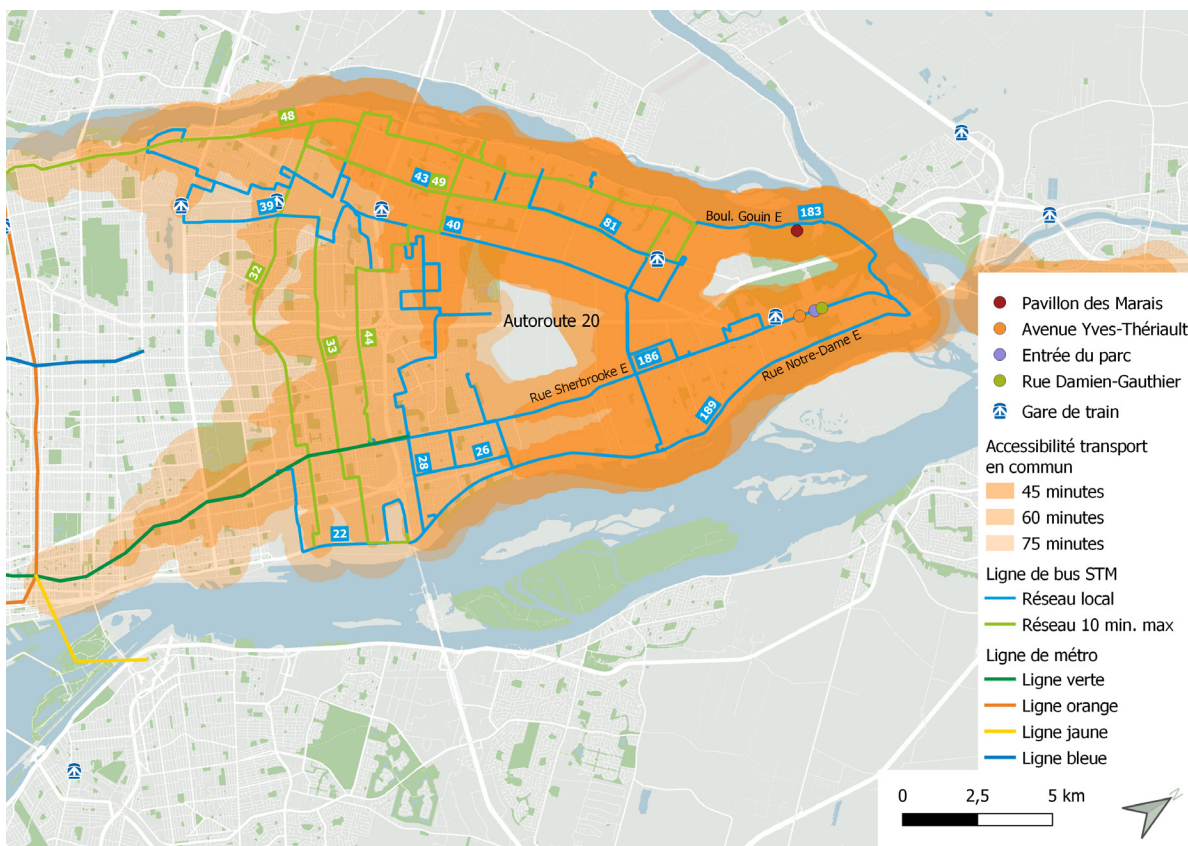 48
43
49
39
40
81
Boul. Gouin E
183
32
33
44
Autoroute 20
Rue Sherbrooke E
186
Rue Notre-Dame E
189
28
26
22
Pavillon des Marais
Avenue Yves-Thériault
Entrée du parc
Rue Damien-Gauthier
Gare de train
Accessibilité transport
en commun
45 minutes
60 minutes
75 minutes
Ligne de bus STM
Réseau local
Réseau 10 min. max
Ligne de métro
Ligne verte
Ligne orange
Ligne jaune
Ligne bleue
0 2,5 5 km
N